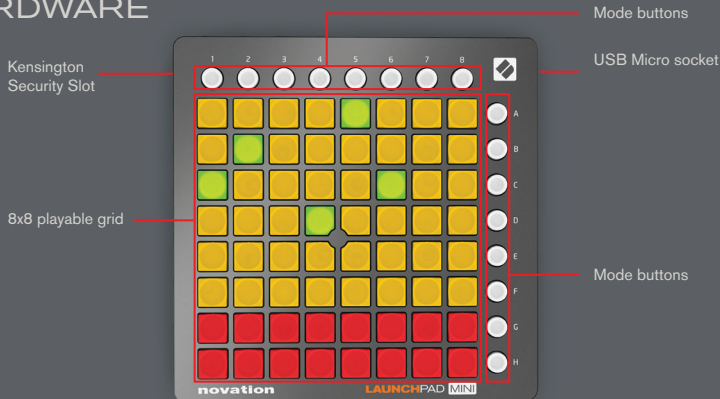 RDWARE
Mode buttons
Kensington
Security Slot
USB Micro socket
1 2 3 4 5 6 7 8
A
B
C
8x8 playable grid
D
E
Mode buttons
F
G
H
novation
LAUNCHPAD MINI